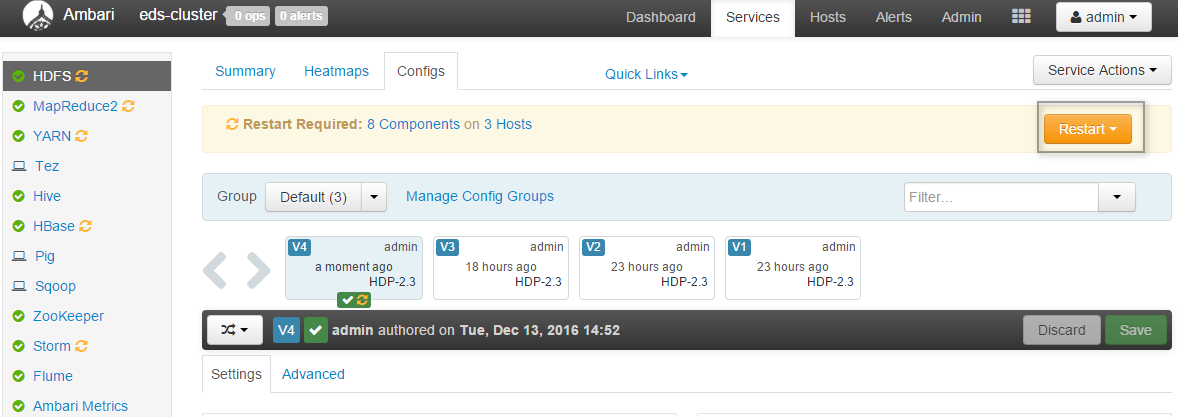 Ambari eds-cluster 0 ops 0 alerts Dashboard Services Hosts Alerts Admin admin
HDFS
MapReduce2
YARN
Tez
Hive
HBase
Pig
Sqoop
ZooKeeper
Storm
Flume
Ambari Metrics
Summary Heatmaps Configs Quick Links Service Actions
Restart Required: 8 Components on 3 Hosts Restart
Group Default (3) Manage Config Groups Filter...
V4 admin
a moment ago
HDP-2.3
V3 admin
18 hours ago
HDP-2.3
V2 admin
23 hours ago
HDP-2.3
V1 admin
23 hours ago
HDP-2.3
V4 admin authored on Tue, Dec 13, 2016 14:52 Discard Save
Settings Advanced